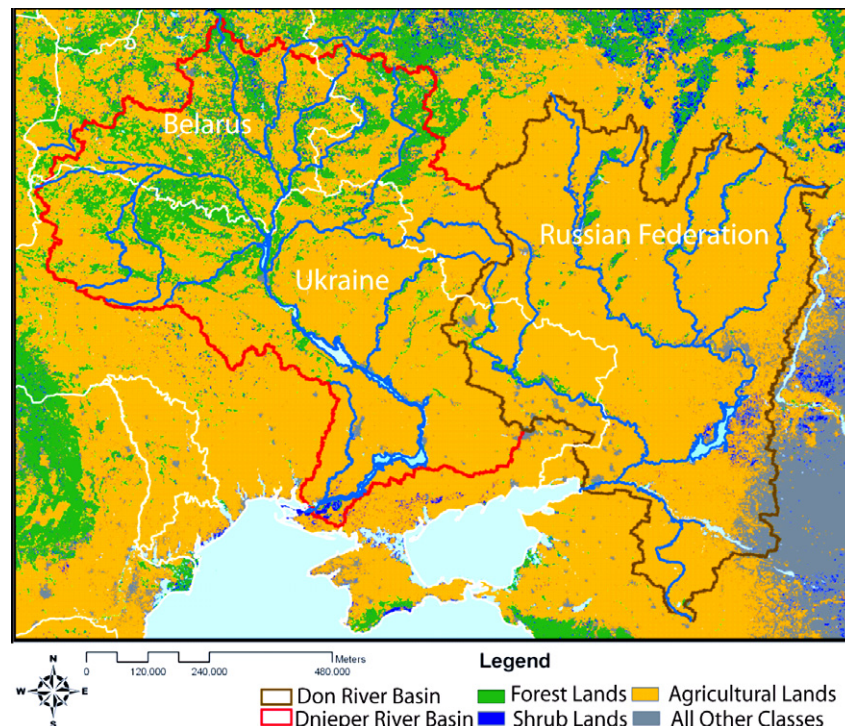 Belarus
Russian Federation
Ukraine
N
W E
S
0 120.000 240.000 480.000 Meters
Legend
Don River Basin Forest Lands Agricultural Lands
Dnieper River Basin Shrub Lands All Other Classes